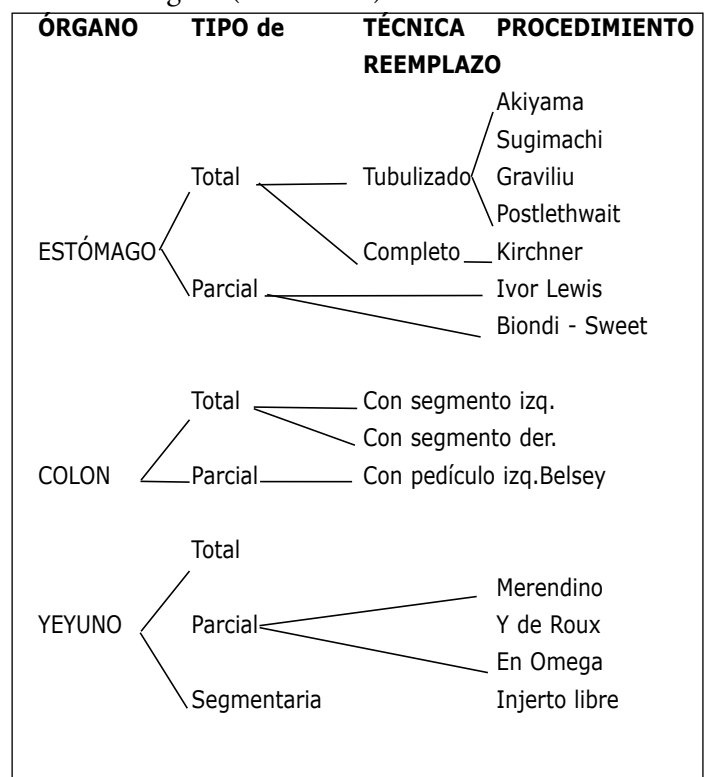 ÓRGANO TIPO de TÉCNICA PROCEDIMIENTO
REEMPLAZO
Akiyama
Sugimachi
Total Tubulizado Graviliu
Postlethwait
ESTÓMAGO Completo Kirchner
Parcial Ivor Lewis
Biondi - Sweet
Total Con segmento izq.
Con segmento der.
COLON Parcial Con pedículo izq.Belsey
Total
Merendino
YEYUNO Parcial Y de Roux
En Omega
Segmentaria Injerto libre